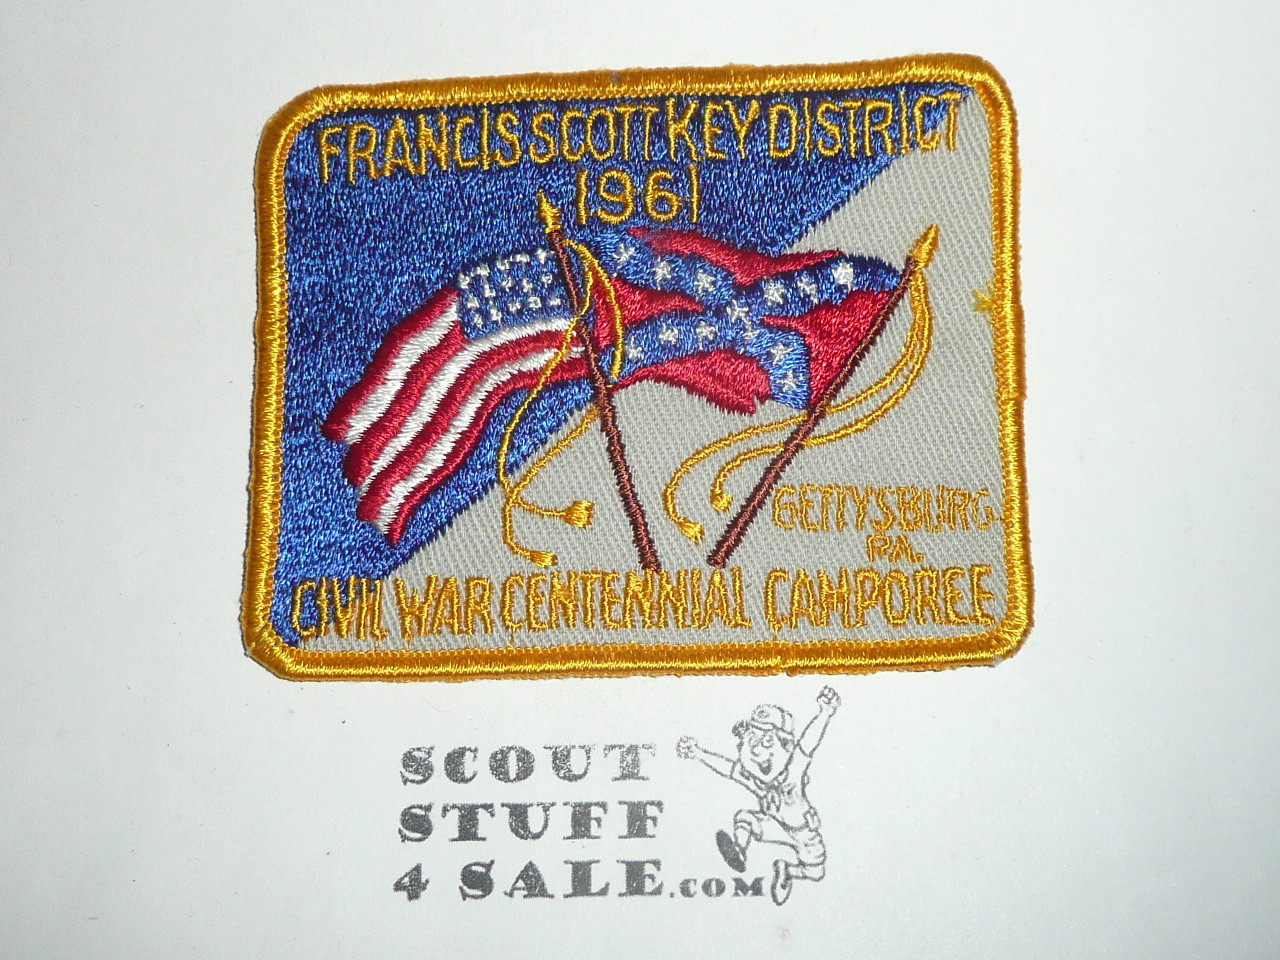 FRANCIS SCOTT KEY DISTRICT
1961
GETTYSBURG
PA.
CIVIL WAR CENTENNIAL CAMPOREE
SCOUT
STUFF
4 SALE.COM